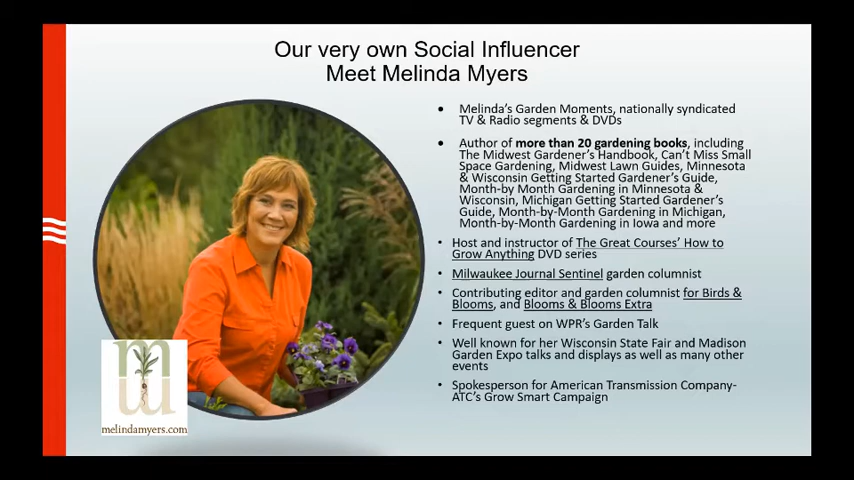 Our very own Social Influencer
Meet Melinda Myers
• Melinda's Garden Moments, nationally syndicated
TV & Radio segments & DVDs
• Author of more than 20 gardening books, including
The Midwest Gardener's Handbook, Can't Miss Small
Space Gardening, Midwest Lawn Guides, Minnesota
& Wisconsin Getting Started Gardener's Guide,
Month-by Month Gardening in Minnesota &
Wisconsin, Michigan Getting Started Gardener's
Guide, Month-by-Month Gardening in Michigan,
Month-by-Month Gardening in Iowa and more
• Host and instructor of The Great Courses' How to
Grow Anything DVD series
• Milwaukee Journal Sentinel garden columnist
• Contributing editor and garden columnist for Birds &
Blooms, and Blooms & Blooms Extra
• Frequent guest on WPR's Garden Talk
• Well known for her Wisconsin State Fair and Madison
Garden Expo talks and displays as well as many other
events
• Spokesperson for American Transmission Company-
ATC's Grow Smart Campaign
m
melindamyers.com